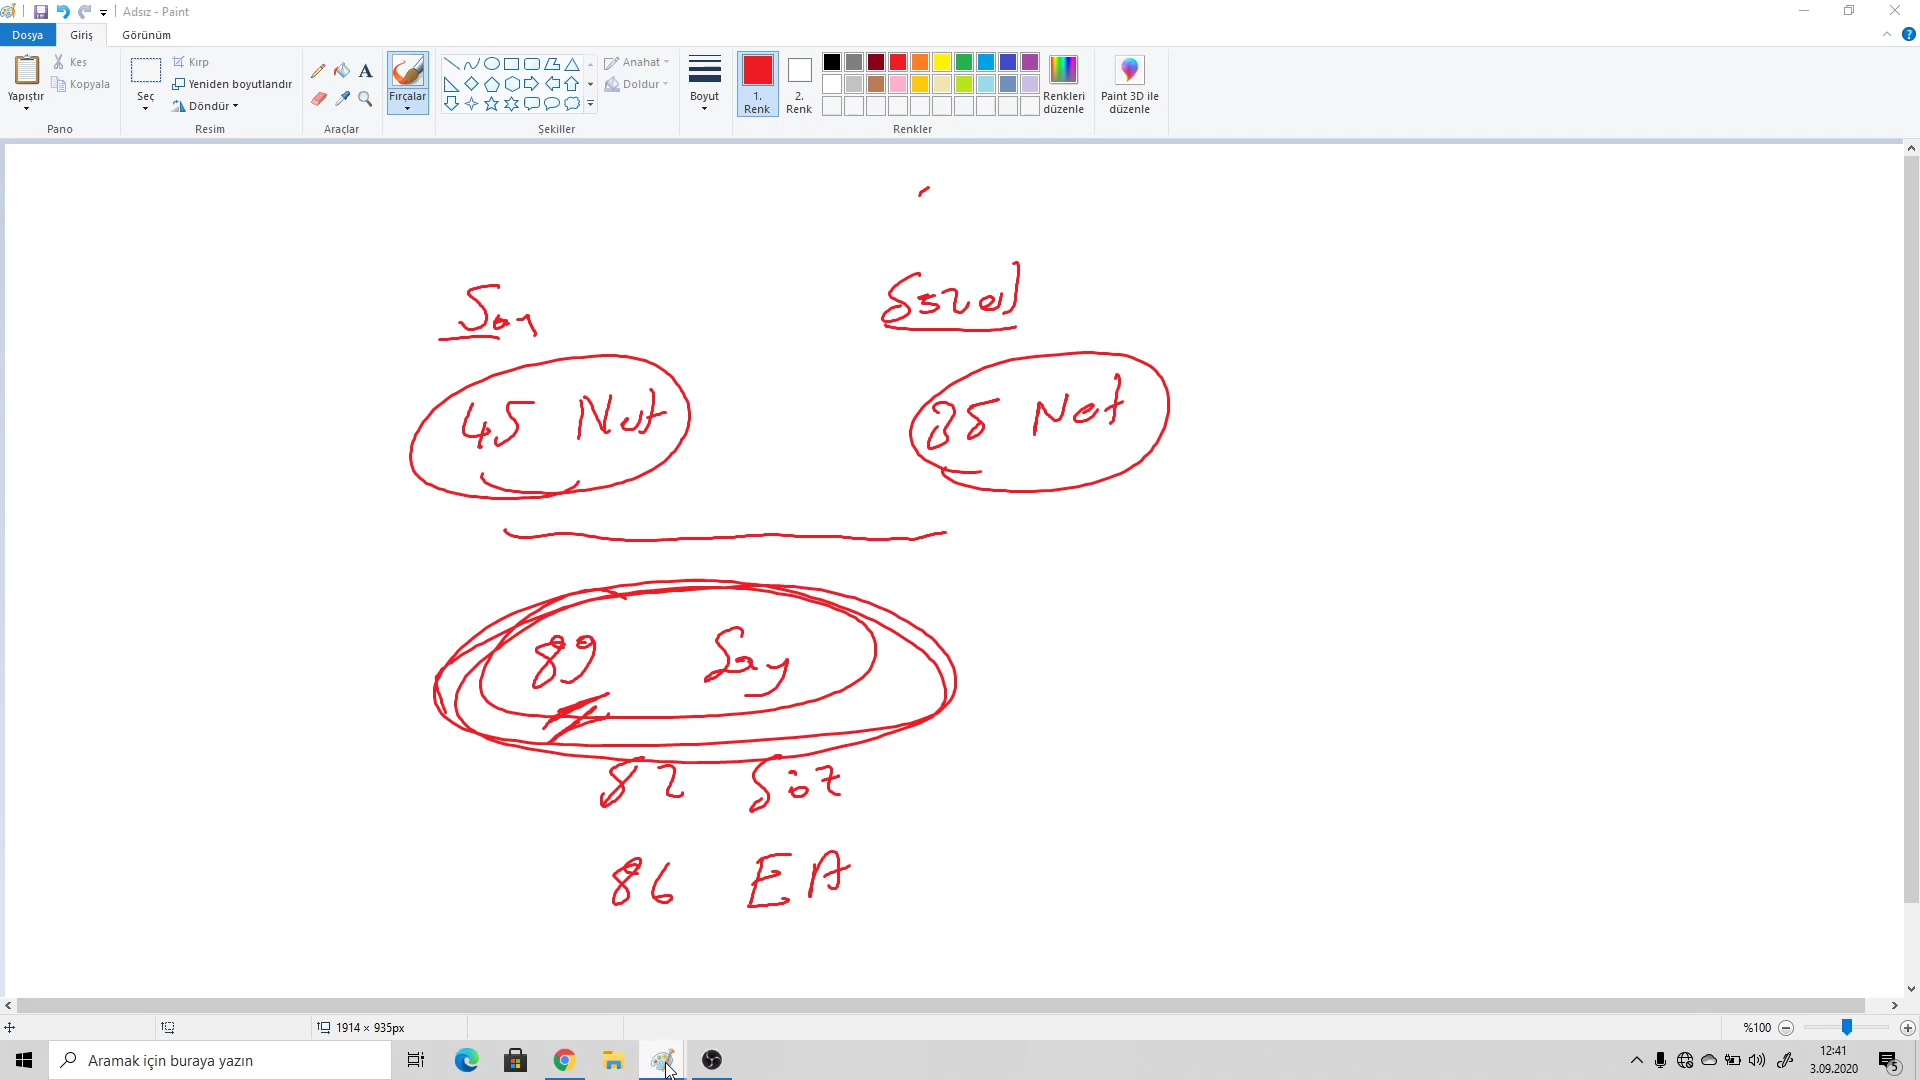 Adsız - Paint
Dosya Giriş Görünüm
Yapıştır
Kes
Kopyala
Pano
Seç
Kırp
Yeniden boyutlandır
Döndür
Resim
A
Araçlar
Fırçalar
Anahat
Doldur
Şekiller
Boyut
1.
Renk
2.
Renk
Renkleri
düzenle
Renkler
Paint 3D ile
düzenle
Say Sözel
45 Net 35 Net
89 Say
82 Söz
86 EA
1914 × 935px
%100
Aramak için buraya yazın
12:41
3.09.2020
5